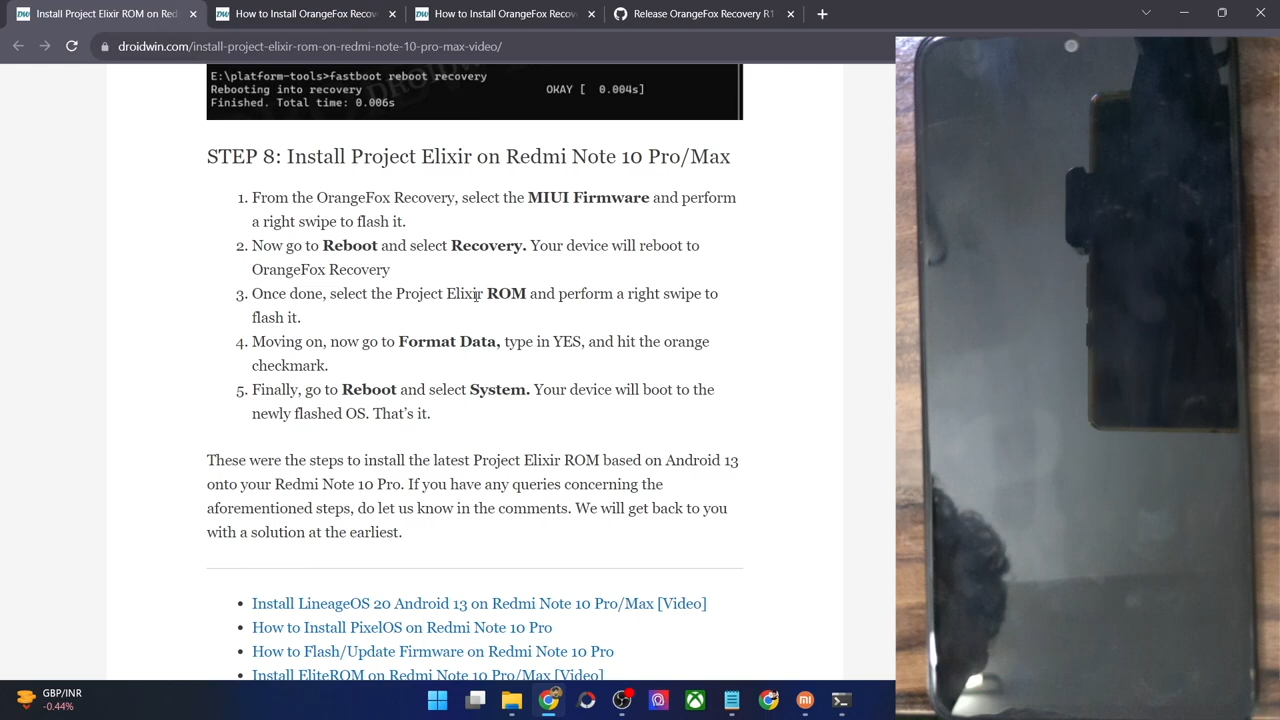 Install Project Elixir ROM on Red
How to Install OrangeFox Recov
How to Install OrangeFox Recov
Release OrangeFox Recovery R1
droidwin.com/install-project-elixir-rom-on-redmi-note-10-pro-max-video/
E:\platform-tools>fastboot reboot recovery
Rebooting into recovery OKAY [ 0.004s]
Finished. Total time: 0.006s
STEP 8: Install Project Elixir on Redmi Note 10 Pro/Max
1. From the OrangeFox Recovery, select the MIUI Firmware and perform
a right swipe to flash it.
2. Now go to Reboot and select Recovery. Your device will reboot to
OrangeFox Recovery
3. Once done, select the Project Elixir ROM and perform a right swipe to
flash it.
4. Moving on, now go to Format Data, type in YES, and hit the orange
checkmark.
5. Finally, go to Reboot and select System. Your device will boot to the
newly flashed OS. That's it.
These were the steps to install the latest Project Elixir ROM based on Android 13
onto your Redmi Note 10 Pro. If you have any queries concerning the
aforementioned steps, do let us know in the comments. We will get back to you
with a solution at the earliest.
• Install LineageOS 20 Android 13 on Redmi Note 10 Pro/Max [Video]
• How to Install PixelOS on Redmi Note 10 Pro
• How to Flash/Update Firmware on Redmi Note 10 Pro
• Install EliteROM on Redmi Note 10 Pro/Max [Video]
GBP/INR
-0.44%